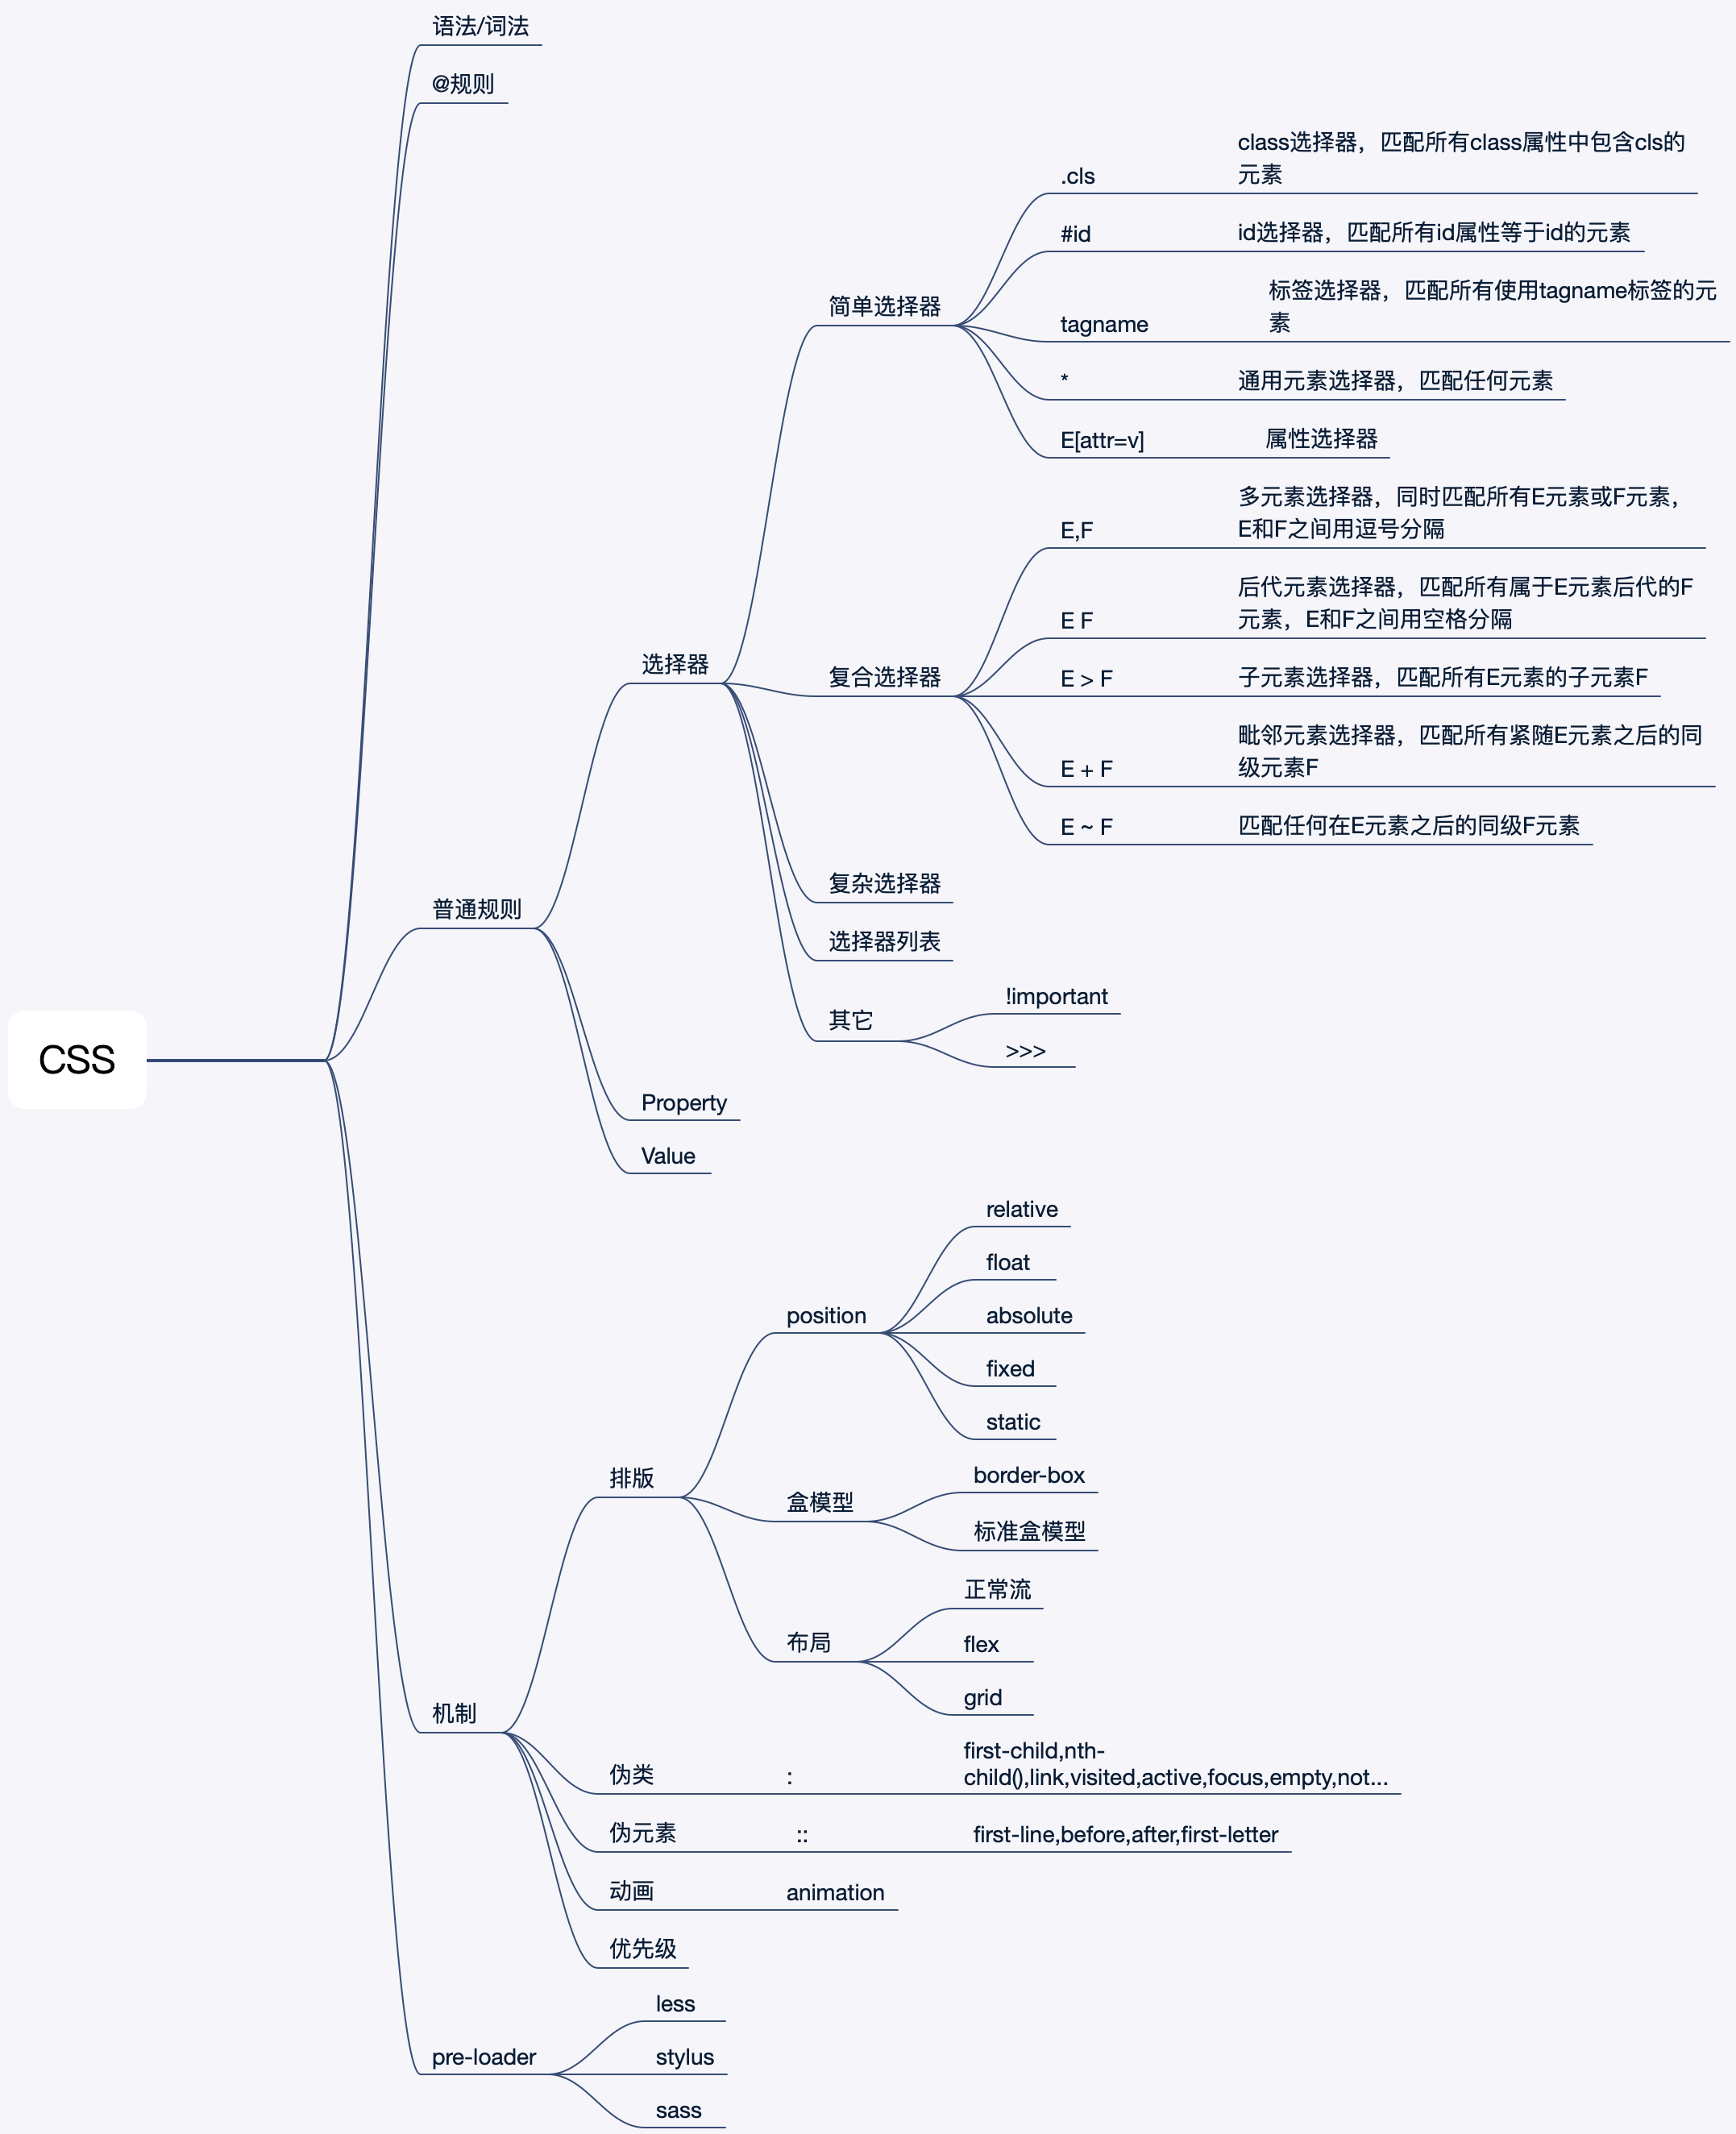 语法/词法
@规则
class选择器，匹配所有class属性中包含cls的
元素
.cls
#id
id选择器，匹配所有id属性等于id的元素
标签选择器，匹配所有使用tagname标签的元
素
简单选择器
tagname
*
通用元素选择器，匹配任何元素
E[attr=v]
属性选择器
多元素选择器，同时匹配所有E元素或F元素，
E和F之间用逗号分隔
E,F
后代元素选择器，匹配所有属于E元素后代的F
元素，E和F之间用空格分隔
E F
选择器
复合选择器
E > F
子元素选择器，匹配所有E元素的子元素F
毗邻元素选择器，匹配所有紧随E元素之后的同
级元素F
E + F
E ~ F
匹配任何在E元素之后的同级F元素
复杂选择器
普通规则
选择器列表
!important
其它
>>>
CSS
Property
Value
relative
float
position
absolute
fixed
static
排版
border-box
盒模型
标准盒模型
正常流
布局
flex
grid
机制
first-child,nth-
child(),link,visited,active,focus,empty,not...
伪类
:
伪元素
::
first-line,before,after,first-letter
动画
animation
优先级
less
pre-loader
stylus
sass